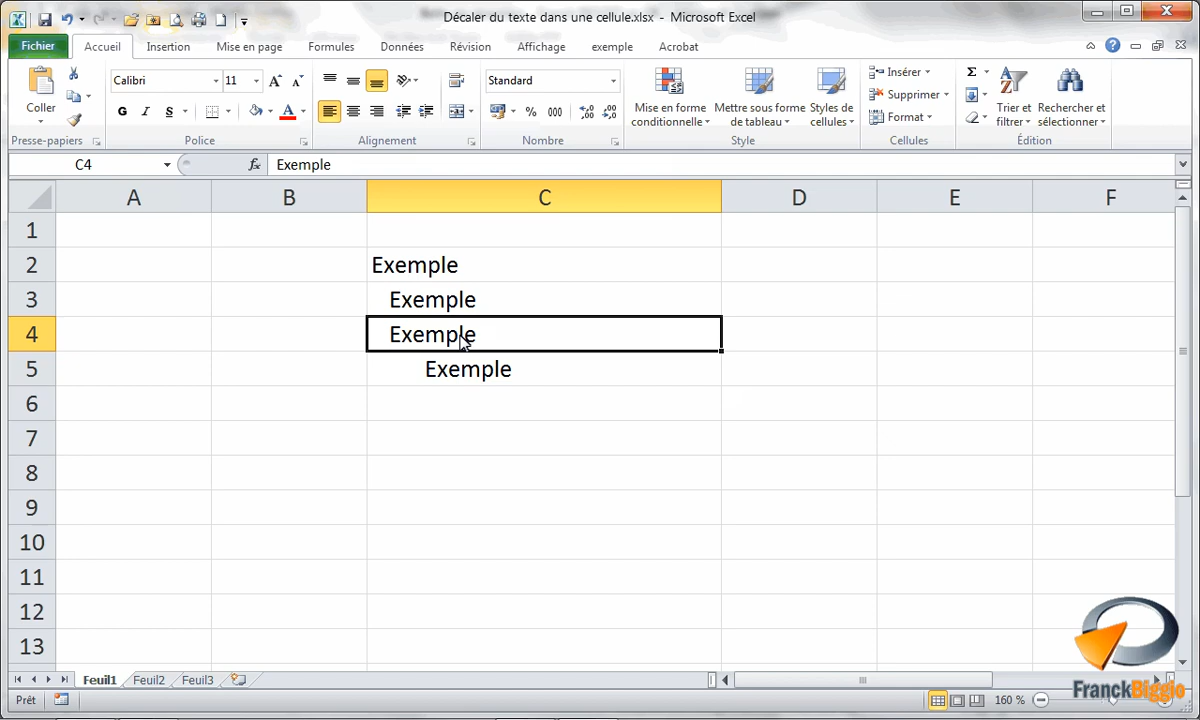 Décaler du texte dans une cellule.xlsx - Microsoft Excel
Fichier Accueil Insertion Mise en page Formules Données Révision Affichage exemple Acrobat
Coller
Presse-papiers
Calibri 11
G I S A
Police
Alignement
Standard
% 000
Nombre
Mise en forme conditionnelle
Mettre sous forme de tableau
Styles de cellules
Style
Insérer
Supprimer
Format
Cellules
Σ
Trier et filtrer
Rechercher et sélectionner
Édition
C4 fx Exemple
A B C D E F
1
2 Exemple
3 Exemple
4 Exemple
5 Exemple
6
7
8
9
10
11
12
13
Feuil1 Feuil2 Feuil3
Prêt 160 %
FranckBiggio